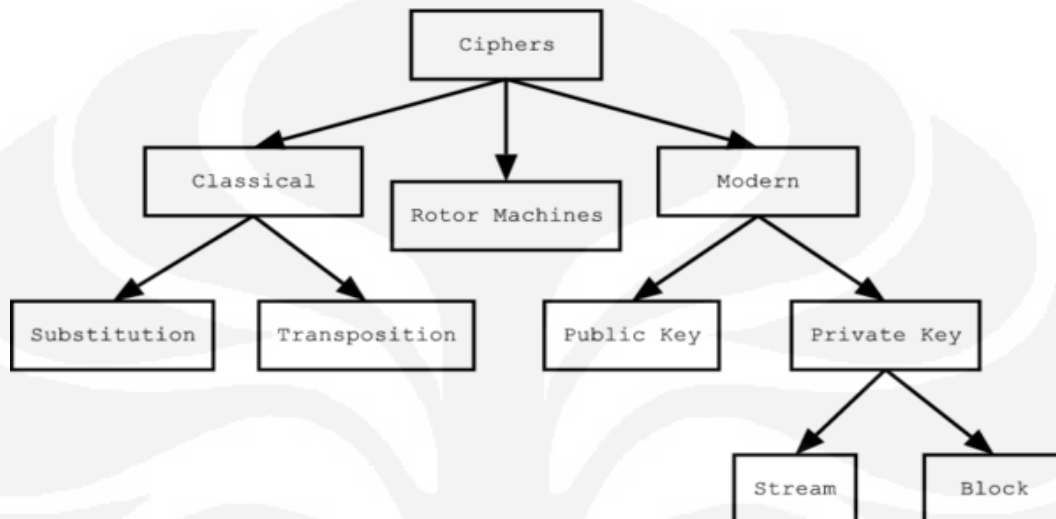 Ciphers
Classical
Rotor Machines
Modern
Substitution
Transposition
Public Key
Private Key
Stream
Block